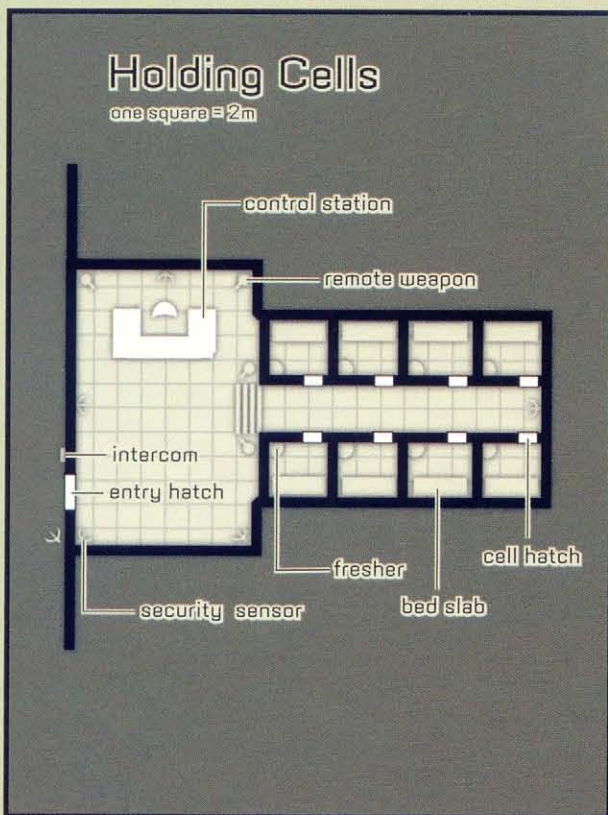 Holding Cells
one square = 2m
control station
remote weapon
intercom
entry hatch
cell hatch
fresher
bed slab
security sensor